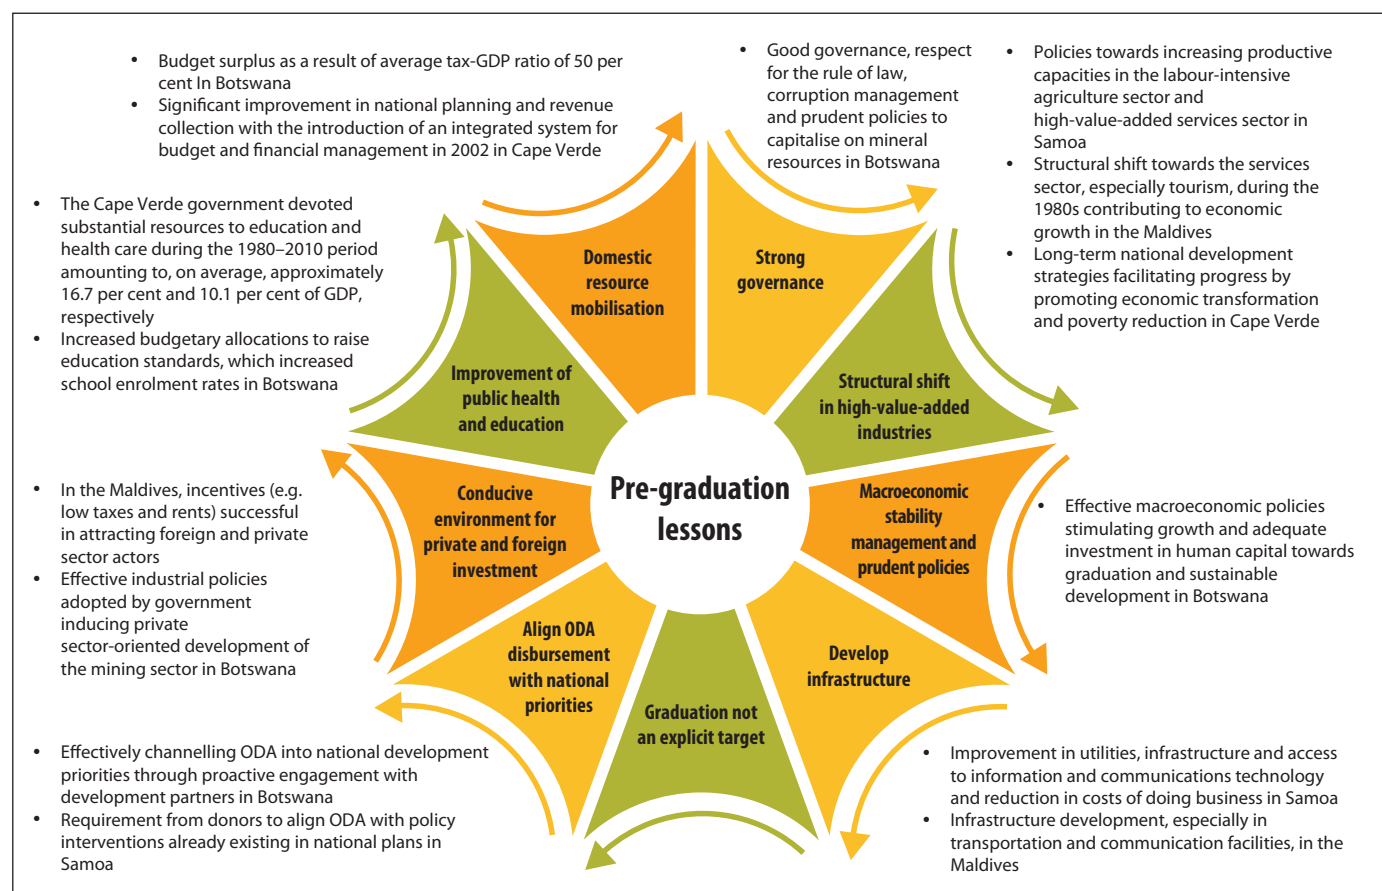 • Budget surplus as a result of average tax-GDP ratio of 50 per
cent In Botswana
• Significant improvement in national planning and revenue
collection with the introduction of an integrated system for
budget and financial management in 2002 in Cape Verde
• Good governance, respect
for the rule of law,
corruption management
and prudent policies to
capitalise on mineral
resources in Botswana
• Policies towards increasing productive
capacities in the labour-intensive
agriculture sector and
high-value-added services sector in
Samoa
• Structural shift towards the services
sector, especially tourism, during the
1980s contributing to economic
growth in the Maldives
• Long-term national development
strategies facilitating progress by
promoting economic transformation
and poverty reduction in Cape Verde
• The Cape Verde government devoted
substantial resources to education and
health care during the 1980–2010 period
amounting to, on average, approximately
16.7 per cent and 10.1 per cent of GDP,
respectively
• Increased budgetary allocations to raise
education standards, which increased
school enrolment rates in Botswana
Domestic
resource
mobilisation
Strong
governance
Improvement of
public health
and education
Structural shift
in high-value-added
industries
Pre-graduation
lessons
Conducive
environment for
private and foreign
investment
Macroeconomic
stability
management and
prudent policies
• In the Maldives, incentives (e.g.
low taxes and rents) successful
in attracting foreign and private
sector actors
• Effective industrial policies
adopted by government
inducing private
sector-oriented development of
the mining sector in Botswana
• Effective macroeconomic policies
stimulating growth and adequate
investment in human capital towards
graduation and sustainable
development in Botswana
Align ODA
disbursement
with national
priorities
Graduation not
an explicit target
Develop
infrastructure
• Effectively channelling ODA into national development
priorities through proactive engagement with
development partners in Botswana
• Requirement from donors to align ODA with policy
interventions already existing in national plans in
Samoa
• Improvement in utilities, infrastructure and access
to information and communications technology
and reduction in costs of doing business in Samoa
• Infrastructure development, especially in
transportation and communication facilities, in the
Maldives